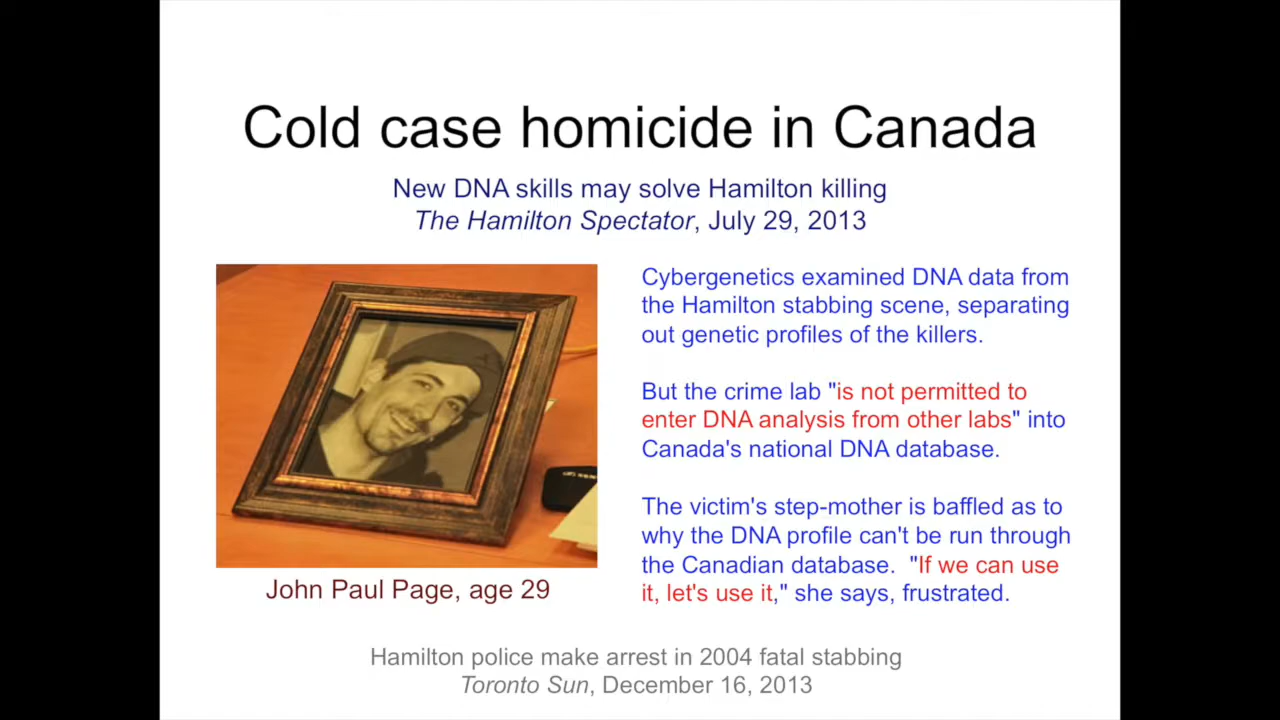 Cold case homicide in Canada
New DNA skills may solve Hamilton killing
The Hamilton Spectator, July 29, 2013
Cybergenetics examined DNA data from
the Hamilton stabbing scene, separating
out genetic profiles of the killers.
But the crime lab "is not permitted to
enter DNA analysis from other labs" into
Canada's national DNA database.
The victim's step-mother is baffled as to
why the DNA profile can't be run through
the Canadian database. "If we can use
it, let's use it," she says, frustrated.
John Paul Page, age 29
Hamilton police make arrest in 2004 fatal stabbing
Toronto Sun, December 16, 2013